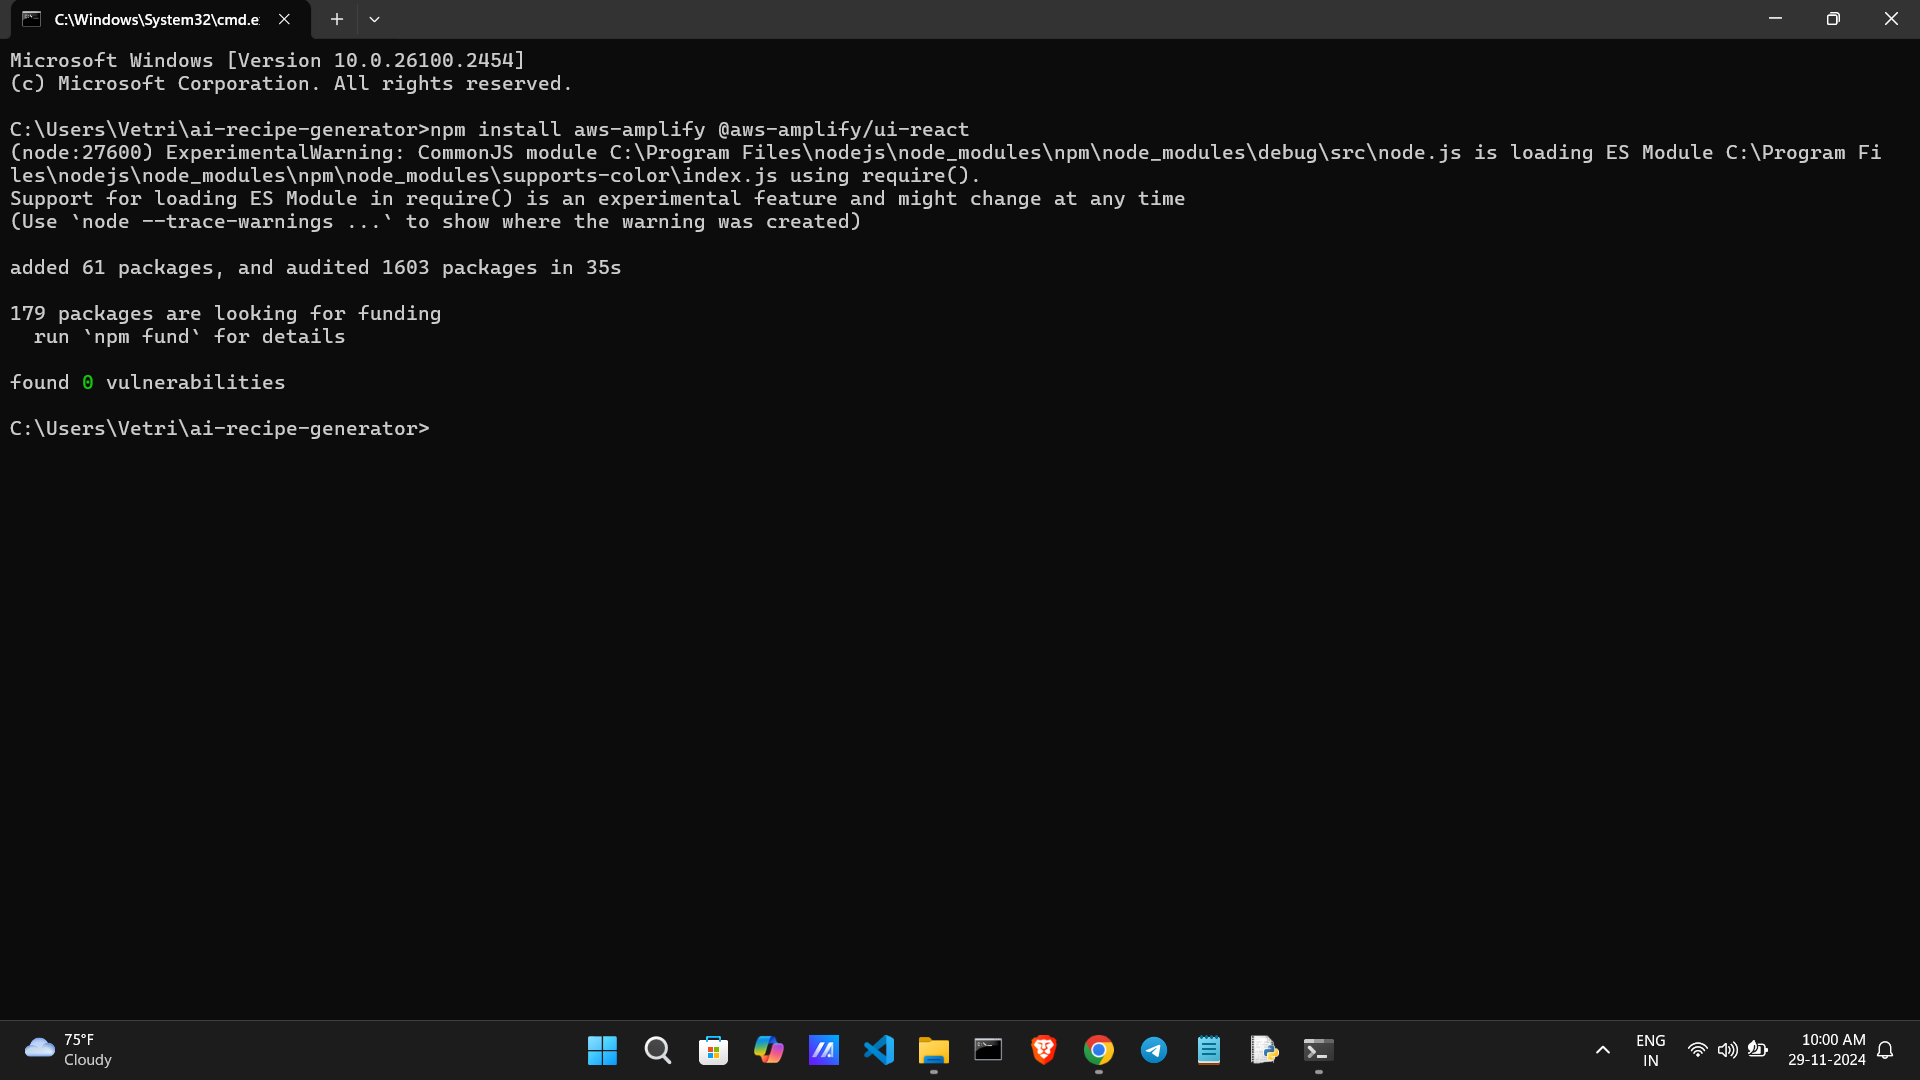 C:\Windows\System32\cmd.e
Microsoft Windows [Version 10.0.26100.2454]
(c) Microsoft Corporation. All rights reserved.
C:\Users\Vetri\ai-recipe-generator>npm install aws-amplify @aws-amplify/ui-react
(node:27600) ExperimentalWarning: CommonJS module C:\Program Files\nodejs\node_modules\npm\node_modules\debug\src\node.js is loading ES Module C:\Program Fi
les\nodejs\node_modules\npm\node_modules\supports-color\index.js using require().
Support for loading ES Module in require() is an experimental feature and might change at any time
(Use `node --trace-warnings ...` to show where the warning was created)
added 61 packages, and audited 1603 packages in 35s
179 packages are looking for funding
  run `npm fund` for details
found 0 vulnerabilities
C:\Users\Vetri\ai-recipe-generator>
75°F
Cloudy
ENG
IN
10:00 AM
29-11-2024